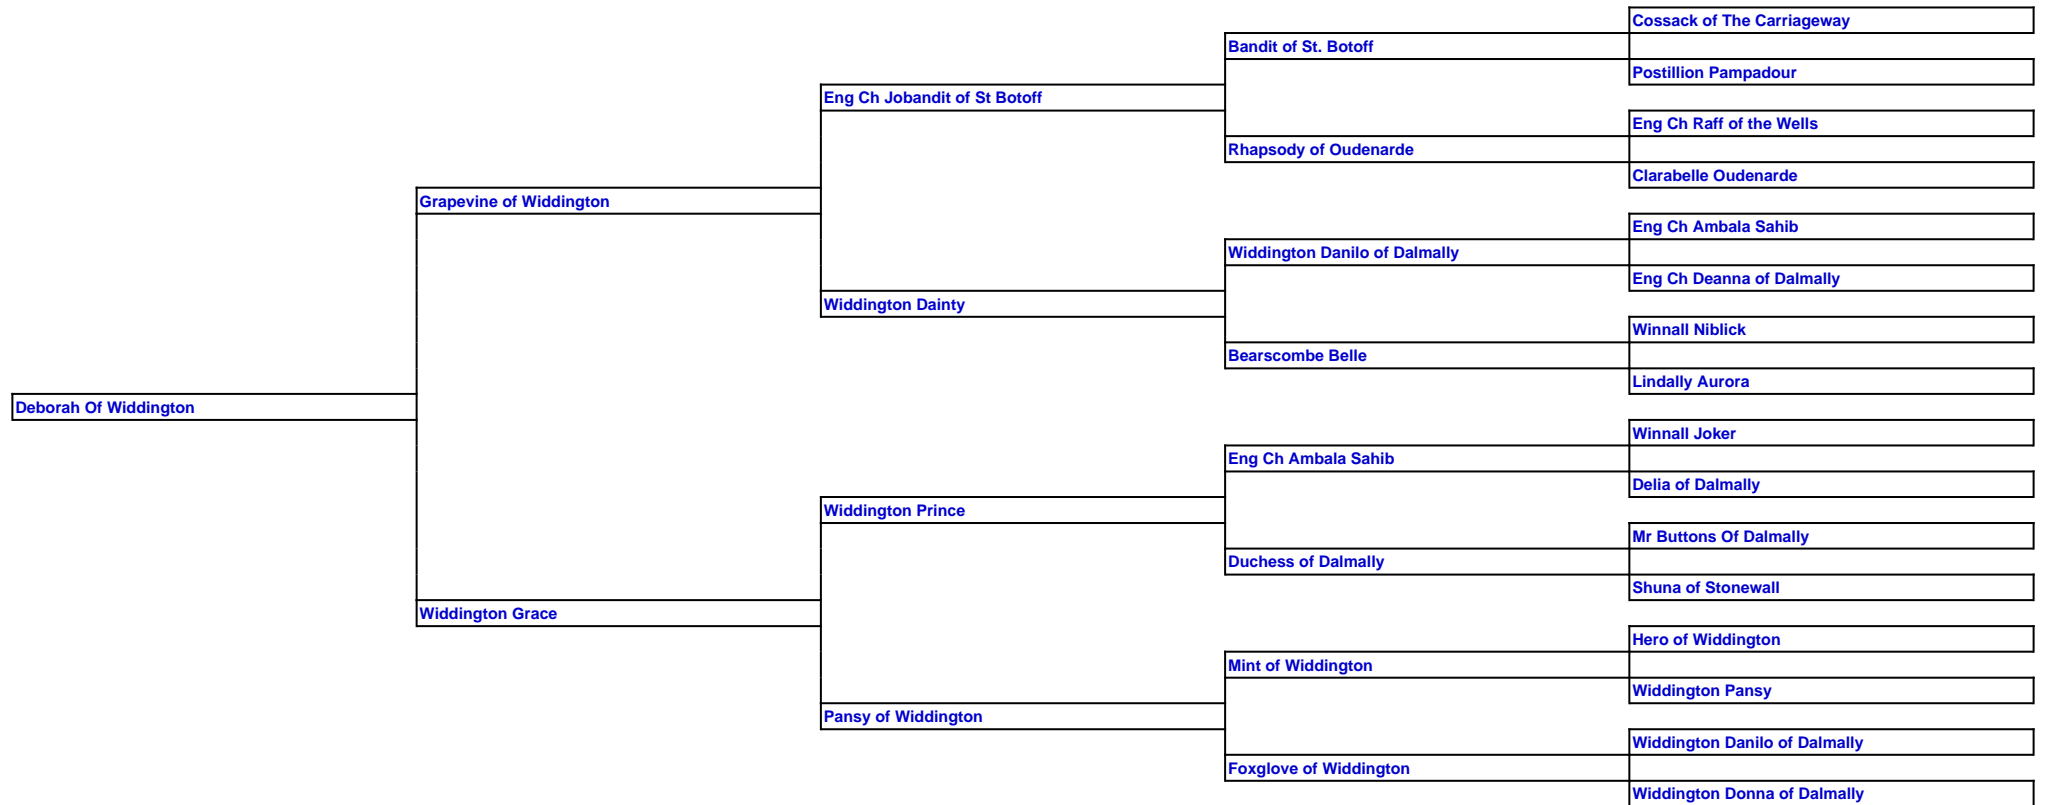 Cossack of The Carriageway
Bandit of St. Botoff
Postillion Pampadour
Eng Ch Jobandit of St Botoff
Eng Ch Raff of the Wells
Rhapsody of Oudenarde
Clarabelle Oudenarde
Grapevine of Widdington
Eng Ch Ambala Sahib
Widdington Danilo of Dalmally
Eng Ch Deanna of Dalmally
Widdington Dainty
Winnall Niblick
Bearscombe Belle
Lindally Aurora
Deborah Of Widdington
Winnall Joker
Eng Ch Ambala Sahib
Delia of Dalmally
Widdington Prince
Mr Buttons Of Dalmally
Duchess of Dalmally
Shuna of Stonewall
Widdington Grace
Hero of Widdington
Mint of Widdington
Widdington Pansy
Pansy of Widdington
Widdington Danilo of Dalmally
Foxglove of Widdington
Widdington Donna of Dalmally